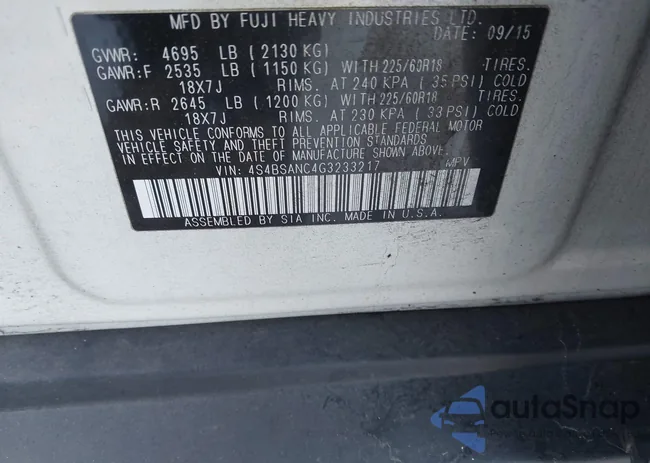 MFD BY FUJI HEAVY INDUSTRIES LTD.
DATE: 09/15
GVWR: 4695 LB (2130 KG)
GAWR:F 2535 LB (1150 KG) WITH 225/60R18 TIRES.
18X7J RIMS. AT 240 KPA (35 PSI) COLD
GAWR:R 2645 LB (1200 KG) WITH 225/60R18 TIRES.
18X7J RIMS. AT 230 KPA (33 PSI) COLD
THIS VEHICLE CONFORMS TO ALL APPLICABLE FEDERAL MOTOR
VEHICLE SAFETY AND THEFT PREVENTION STANDARDS
IN EFFECT ON THE DATE OF MANUFACTURE SHOWN ABOVE.
VIN: 4S4BSANC4G3233217 MPV
ASSEMBLED BY SIA INC. MADE IN U.S.A.
autoSnap